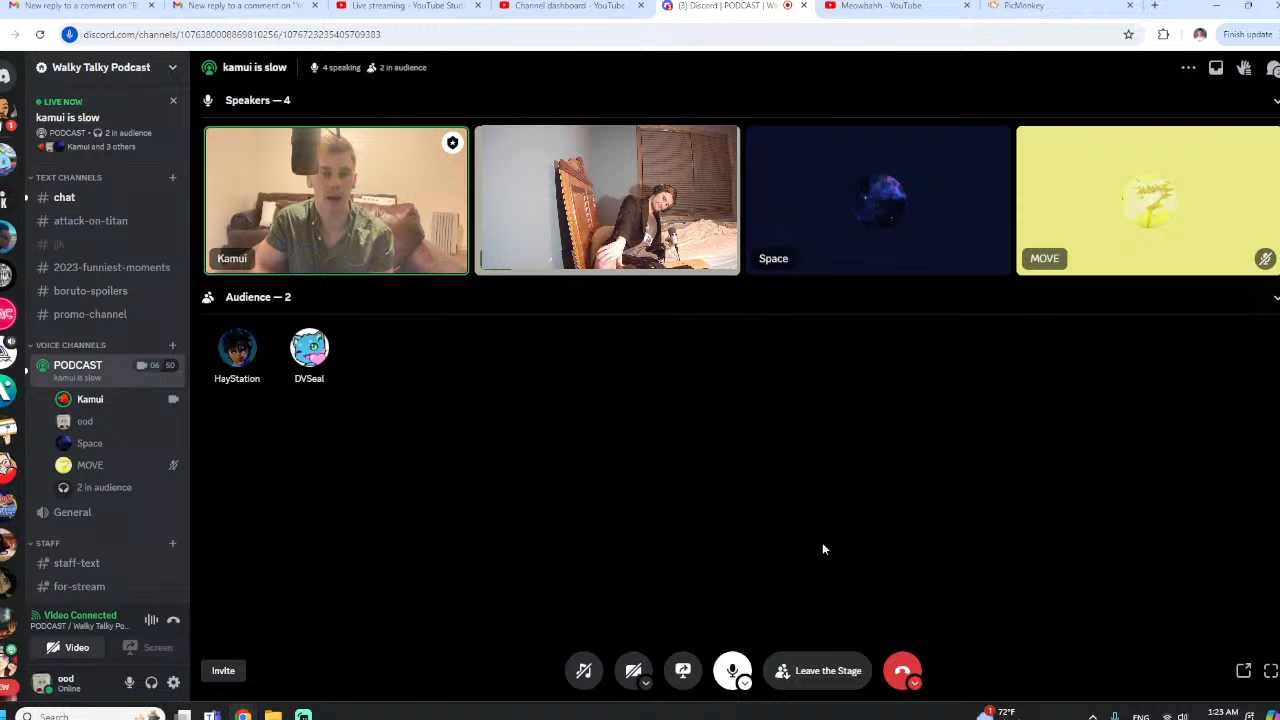 New reply to a comment on "E
New reply to a comment on "Y
Live streaming - YouTube Stud
Channel dashboard - YouTube
(3) Discord | PODCAST | Wa
Meowbahh - YouTube
PicMonkey
discord.com/channels/1076380008869810256/1076723235405709383
Finish update
Walky Talky Podcast
kamui is slow
4 speaking
2 in audience
LIVE NOW
kamui is slow
PODCAST • 2 in audience
Kamui and 3 others
TEXT CHANNELS
chat
attack-on-titan
jjk
2023-funniest-moments
boruto-spoilers
promo-channel
VOICE CHANNELS
PODCAST
06 50
kamui is slow
Kamui
ood
Space
MOVE
2 in audience
General
STAFF
staff-text
for-stream
Video Connected
PODCAST / Walky Talky Po...
Video
Screen
ood
Online
Speakers — 4
Kamui
Space
MOVE
Audience — 2
HayStation
DVSeal
Invite
Leave the Stage
Search
72°F
ENG
1:23 AM